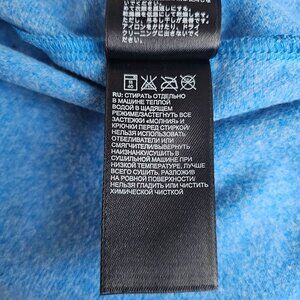 RU: СТИРАТЬ ОТДЕЛЬНО
В МАШИНЕ ТЕПЛОЙ
ВОДОЙ В ЩАДЯЩЕМ
РЕЖИМЕ/ЗАСТЕГНУТЬ ВСЕ
ЗАСТЕЖКИ «МОЛНИЯ» И
КРЮЧКИ ПЕРЕД СТИРКОЙ/
НЕЛЬЗЯ ИСПОЛЬЗОВАТЬ
ОТБЕЛИВАТЕЛИ ИЛИ
СМЯГЧИТЕЛИ/ВЫВЕРНУТЬ
НАИЗНАНКУ/СУШИТЬ В
СУШИЛЬНОЙ МАШИНЕ ПРИ
НИЗКОЙ ТЕМПЕРАТУРЕ. ЛУЧШЕ
ВСЕГО СУШИТЬ, РАЗЛОЖИВ
НА РОВНОЙ ПОВЕРХНОСТИ/
НЕЛЬЗЯ ГЛАДИТЬ ИЛИ ЧИСТИТЬ
ХИМИЧЕСКОЙ ЧИСТКОЙ